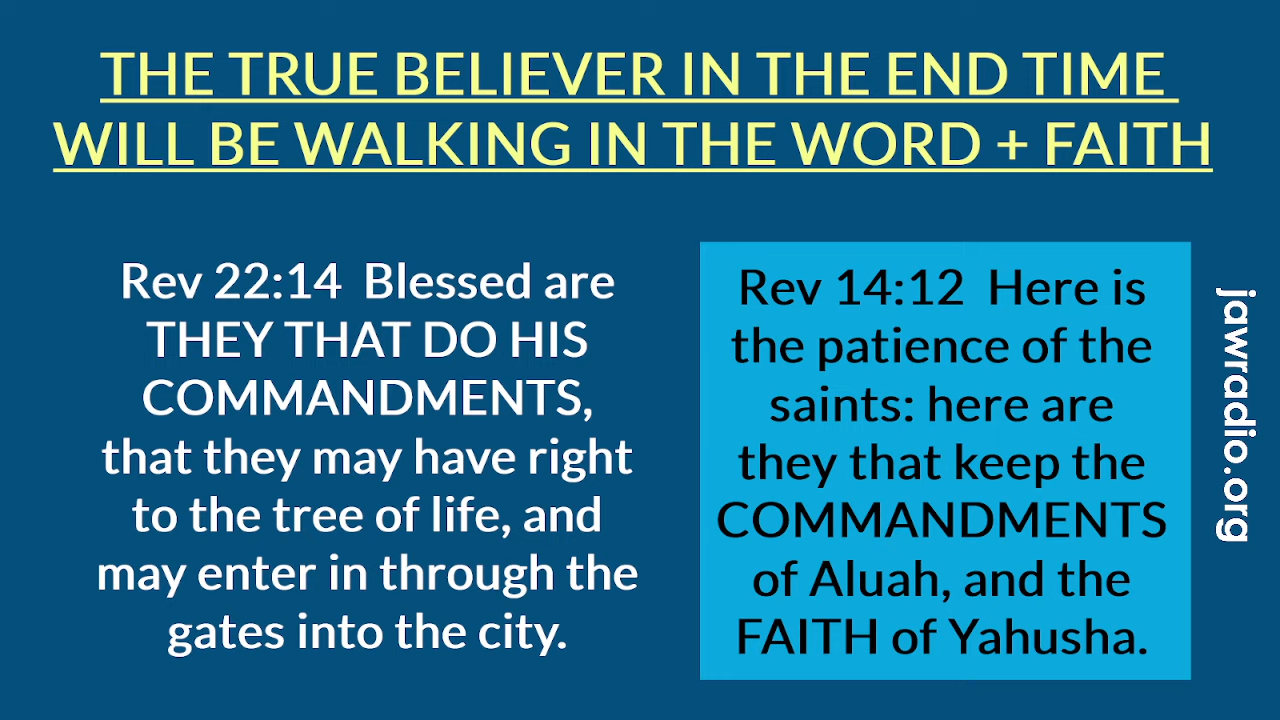 THE TRUE BELIEVER IN THE END TIME
WILL BE WALKING IN THE WORD + FAITH
Rev 22:14  Blessed are
THEY THAT DO HIS
COMMANDMENTS,
that they may have right
to the tree of life, and
may enter in through the
gates into the city.
Rev 14:12  Here is
the patience of the
saints: here are
they that keep the
COMMANDMENTS
of Aluah, and the
FAITH of Yahusha.
jawradio.org